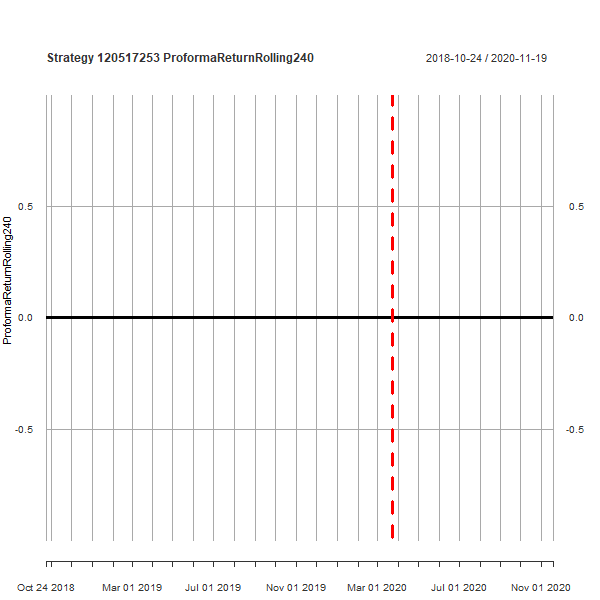 Strategy 120517253 ProformaReturnRolling240
2018-10-24 / 2020-11-19
ProformaReturnRolling240
0.5
0.5
0.0
0.0
-0.5
-0.5
Oct 24 2018
Mar 01 2019
Jul 01 2019
Nov 01 2019
Mar 01 2020
Jul 01 2020
Nov 01 2020